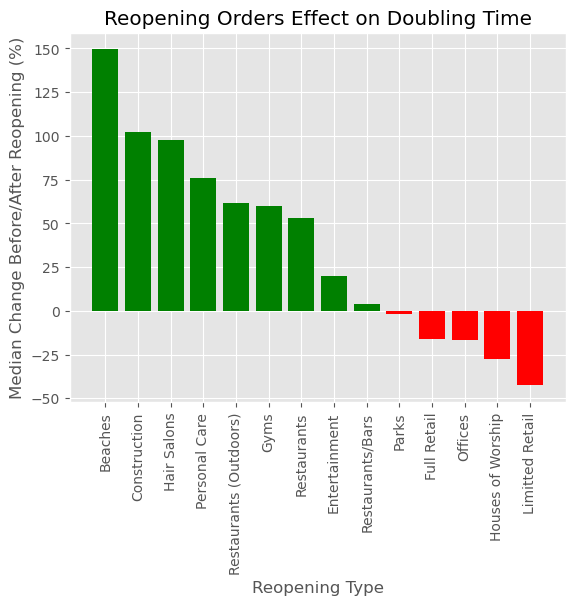 Reopening Orders Effect on Doubling Time
Median Change Before/After Reopening (%)
150
125
100
75
50
25
0
−25
−50
Beaches
Construction
Hair Salons
Personal Care
Restaurants (Outdoors)
Gyms
Restaurants
Entertainment
Restaurants/Bars
Parks
Full Retail
Offices
Houses of Worship
Limitted Retail
Reopening Type